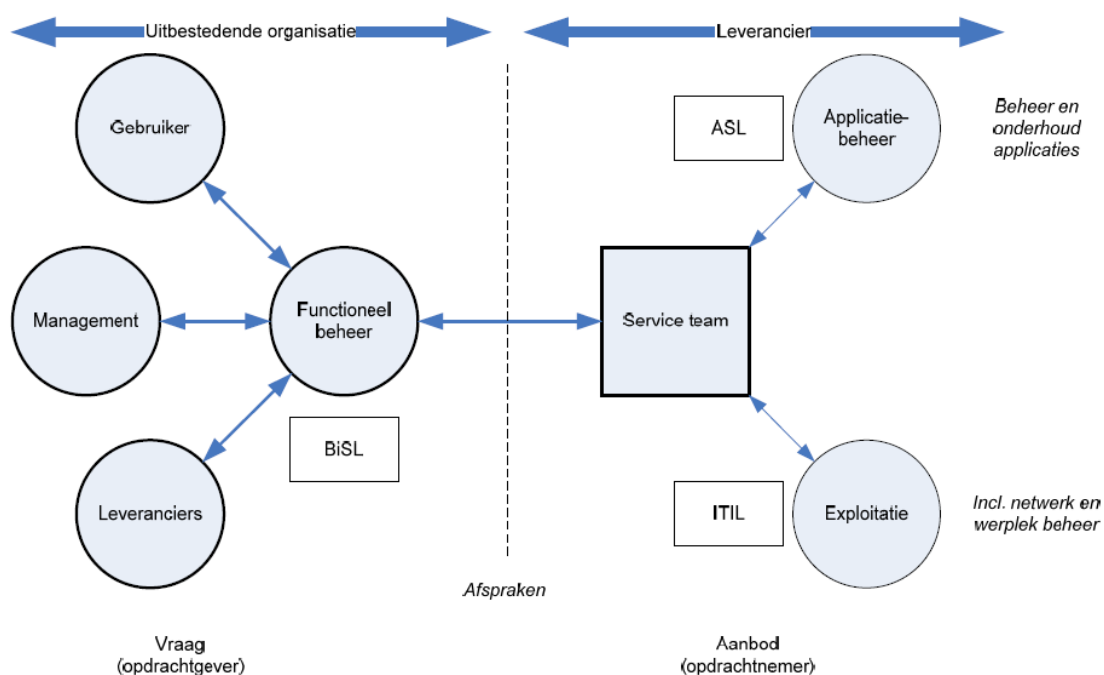 Uitbestedende organisatie
Leverancier
Gebruiker
ASL
Applicatie-
beheer
Beheer en
onderhoud
applicaties
Management
Functioneel
beheer
Service team
BiSL
Leveranciers
ITIL
Exploitatie
Incl. netwerk en
werplek beheer
Afspraken
Vraag
(opdrachtgever)
Aanbod
(opdrachtnemer)